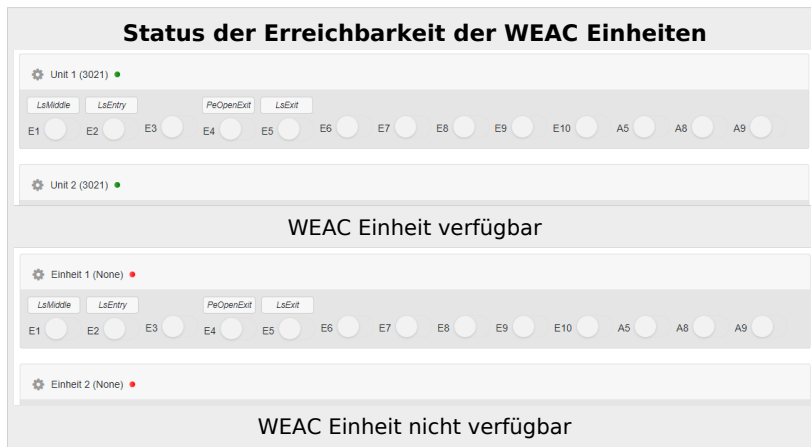 Status der Erreichbarkeit der WEAC Einheiten
Unit 1 (3021)
LsMiddle LsEntry PeOpenExit LsExit
E1 E2 E3 E4 E5 E6 E7 E8 E9 E10 A5 A8 A9
Unit 2 (3021)
WEAC Einheit verfügbar
Einheit 1 (None)
LsMiddle LsEntry PeOpenExit LsExit
E1 E2 E3 E4 E5 E6 E7 E8 E9 E10 A5 A8 A9
Einheit 2 (None)
WEAC Einheit nicht verfügbar